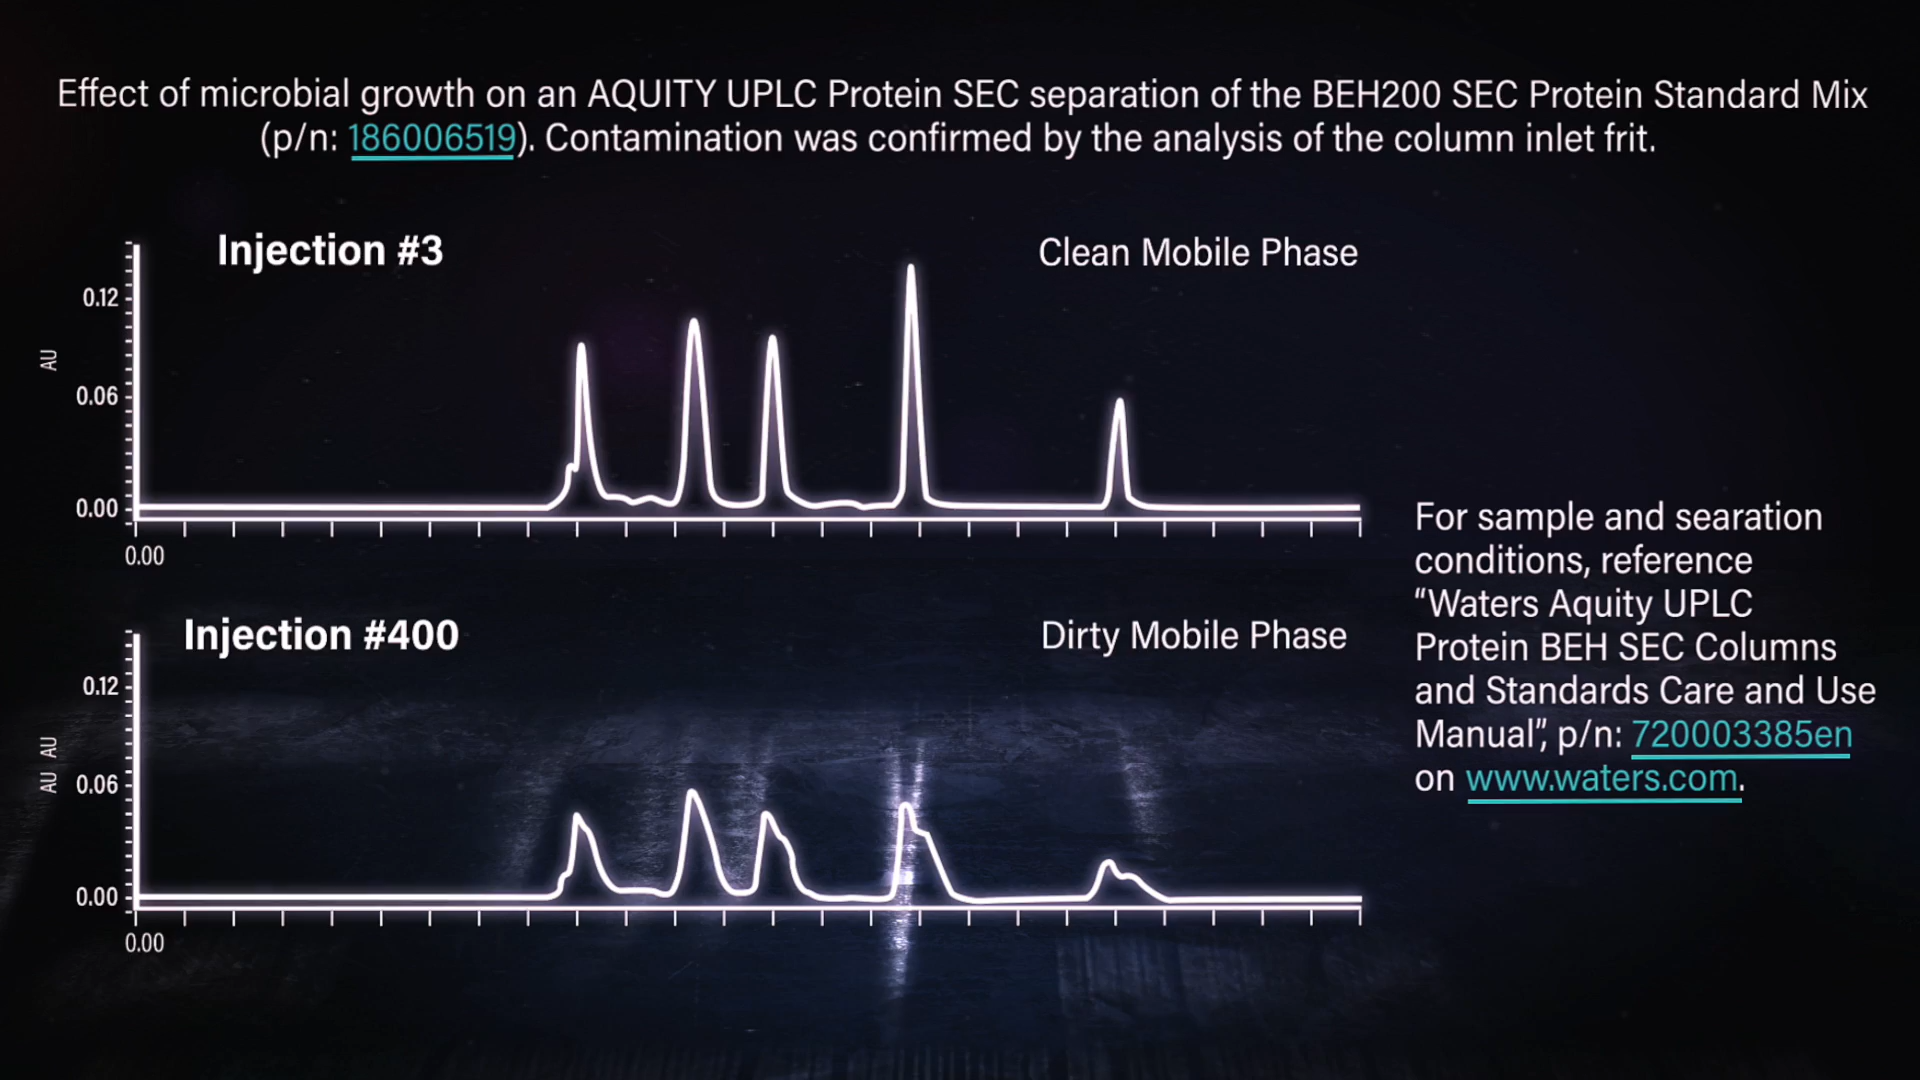 Effect of microbial growth on an AQUITY UPLC Protein SEC separation of the BEH200 SEC Protein Standard Mix
(p/n: 186006519). Contamination was confirmed by the analysis of the column inlet frit.
Injection #3
Clean Mobile Phase
0.12
AU
0.06
0.00
0.00
For sample and searation
conditions, reference
“Waters Aquity UPLC
Protein BEH SEC Columns
and Standards Care and Use
Manual”, p/n: 720003385en
on www.waters.com.
Injection #400
Dirty Mobile Phase
0.12
AU AU
0.06
0.00
0.00